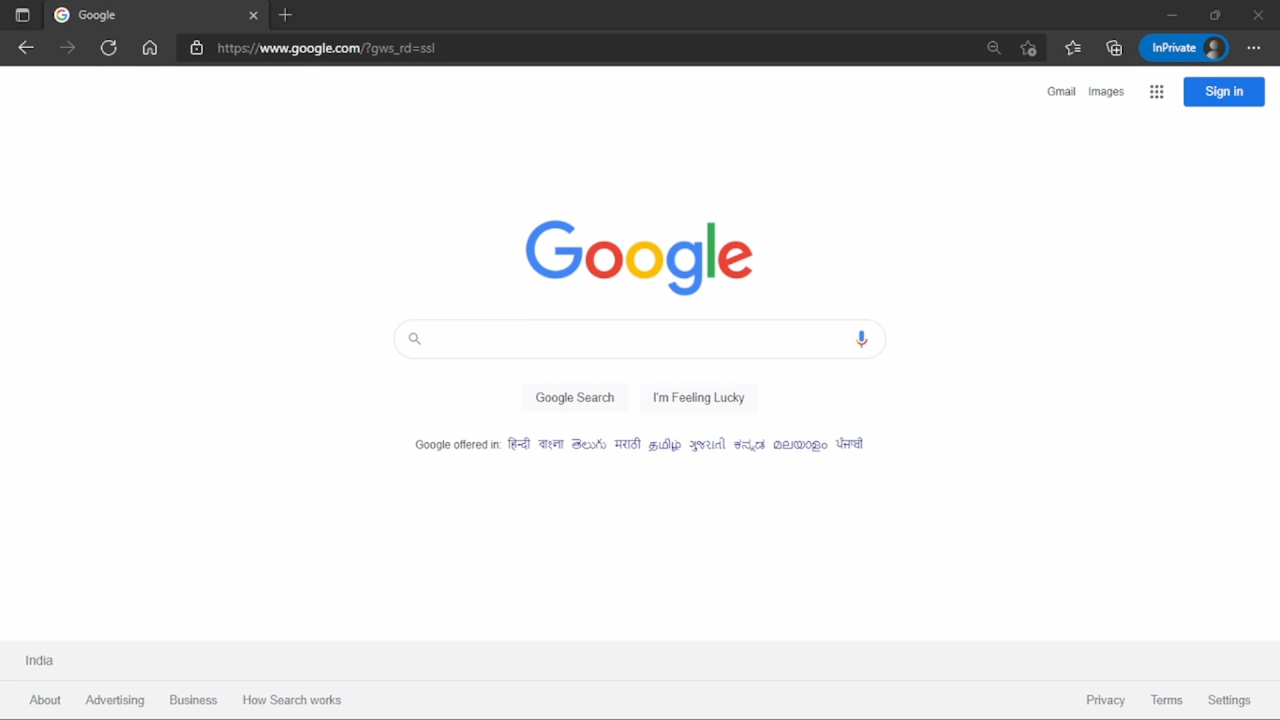 Google
https://www.google.com/?gws_rd=ssl
InPrivate
Gmail Images Sign in
Google
Google Search I'm Feeling Lucky
Google offered in: हिन्दी বাংলা తెలుగు मराठी தமிழ் ગુજરાતી ಕನ್ನಡ മലയാളം ਪੰਜਾਬੀ
India
About Advertising Business How Search works Privacy Terms Settings